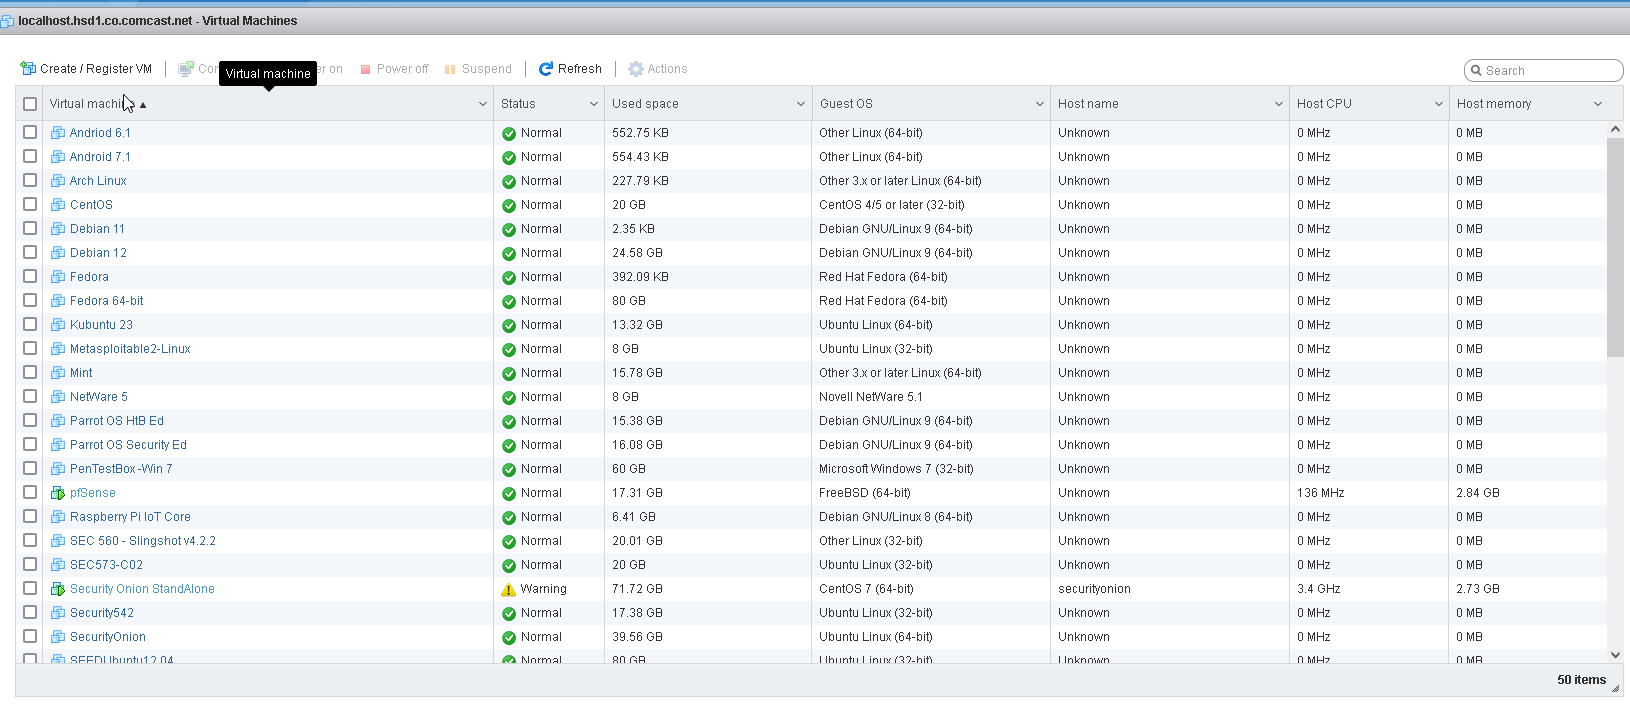 localhost.hsd1.co.comcast.net - Virtual Machines
Create / Register VM Con er on Power off Suspend Refresh Actions Search
Virtual machine
Virtual machin Status Used space Guest OS Host name Host CPU Host memory
Andriod 6.1 Normal 552.75 KB Other Linux (64-bit) Unknown 0 MHz 0 MB
Android 7.1 Normal 554.43 KB Other Linux (64-bit) Unknown 0 MHz 0 MB
Arch Linux Normal 227.79 KB Other 3.x or later Linux (64-bit) Unknown 0 MHz 0 MB
CentOS Normal 20 GB CentOS 4/5 or later (32-bit) Unknown 0 MHz 0 MB
Debian 11 Normal 2.35 KB Debian GNU/Linux 9 (64-bit) Unknown 0 MHz 0 MB
Debian 12 Normal 24.58 GB Debian GNU/Linux 9 (64-bit) Unknown 0 MHz 0 MB
Fedora Normal 392.09 KB Red Hat Fedora (64-bit) Unknown 0 MHz 0 MB
Fedora 64-bit Normal 80 GB Red Hat Fedora (64-bit) Unknown 0 MHz 0 MB
Kubuntu 23 Normal 13.32 GB Ubuntu Linux (64-bit) Unknown 0 MHz 0 MB
Metasploitable2-Linux Normal 8 GB Ubuntu Linux (32-bit) Unknown 0 MHz 0 MB
Mint Normal 15.78 GB Other 3.x or later Linux (64-bit) Unknown 0 MHz 0 MB
NetWare 5 Normal 8 GB Novell NetWare 5.1 Unknown 0 MHz 0 MB
Parrot OS HtB Ed Normal 15.38 GB Debian GNU/Linux 9 (64-bit) Unknown 0 MHz 0 MB
Parrot OS Security Ed Normal 16.08 GB Debian GNU/Linux 9 (64-bit) Unknown 0 MHz 0 MB
PenTestBox-Win 7 Normal 60 GB Microsoft Windows 7 (32-bit) Unknown 0 MHz 0 MB
pfSense Normal 17.31 GB FreeBSD (64-bit) Unknown 136 MHz 2.84 GB
Raspberry Pi IoT Core Normal 6.41 GB Debian GNU/Linux 8 (64-bit) Unknown 0 MHz 0 MB
SEC 560 - Slingshot v4.2.2 Normal 20.01 GB Other Linux (32-bit) Unknown 0 MHz 0 MB
SEC573-C02 Normal 20 GB Ubuntu Linux (32-bit) Unknown 0 MHz 0 MB
Security Onion StandAlone Warning 71.72 GB CentOS 7 (64-bit) securityonion 3.4 GHz 2.73 GB
Security542 Normal 17.38 GB Ubuntu Linux (32-bit) Unknown 0 MHz 0 MB
SecurityOnion Normal 39.56 GB Ubuntu Linux (64-bit) Unknown 0 MHz 0 MB
SEEDUbuntu12.04 Normal 80 GB Ubuntu Linux (32-bit) Unknown 0 MHz 0 MB
50 items